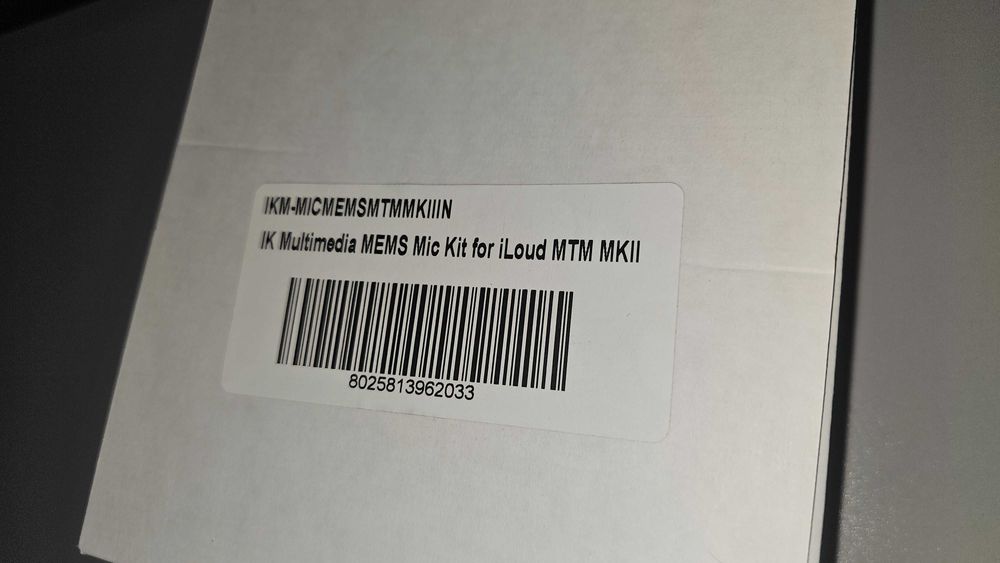 IKM-MICMEMSMTMMKIIIN
IK Multimedia MEMS Mic Kit for iLoud MTM MKII
8025813962033